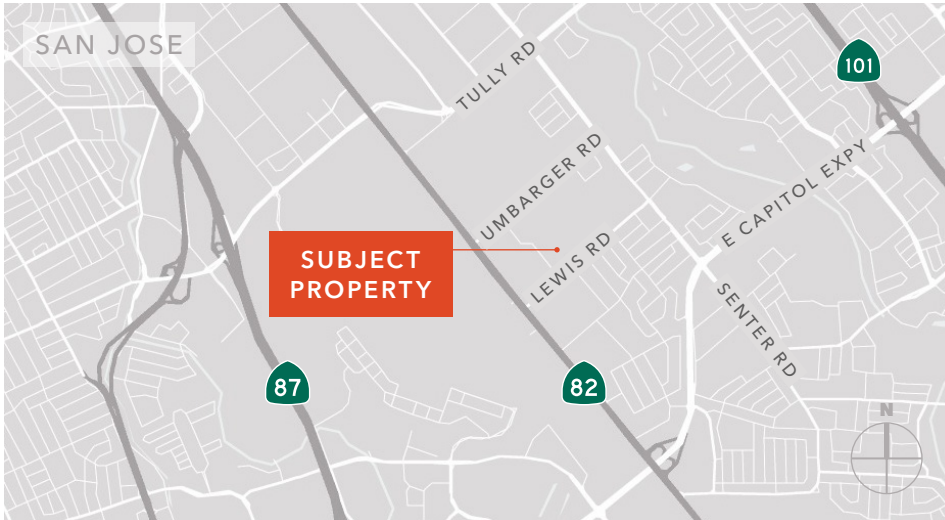 SAN JOSE
TULLY RD
101
UMBARGER RD
E CAPITOL EXPY
SUBJECT
PROPERTY
LEWIS RD
SENTER RD
87
82
N